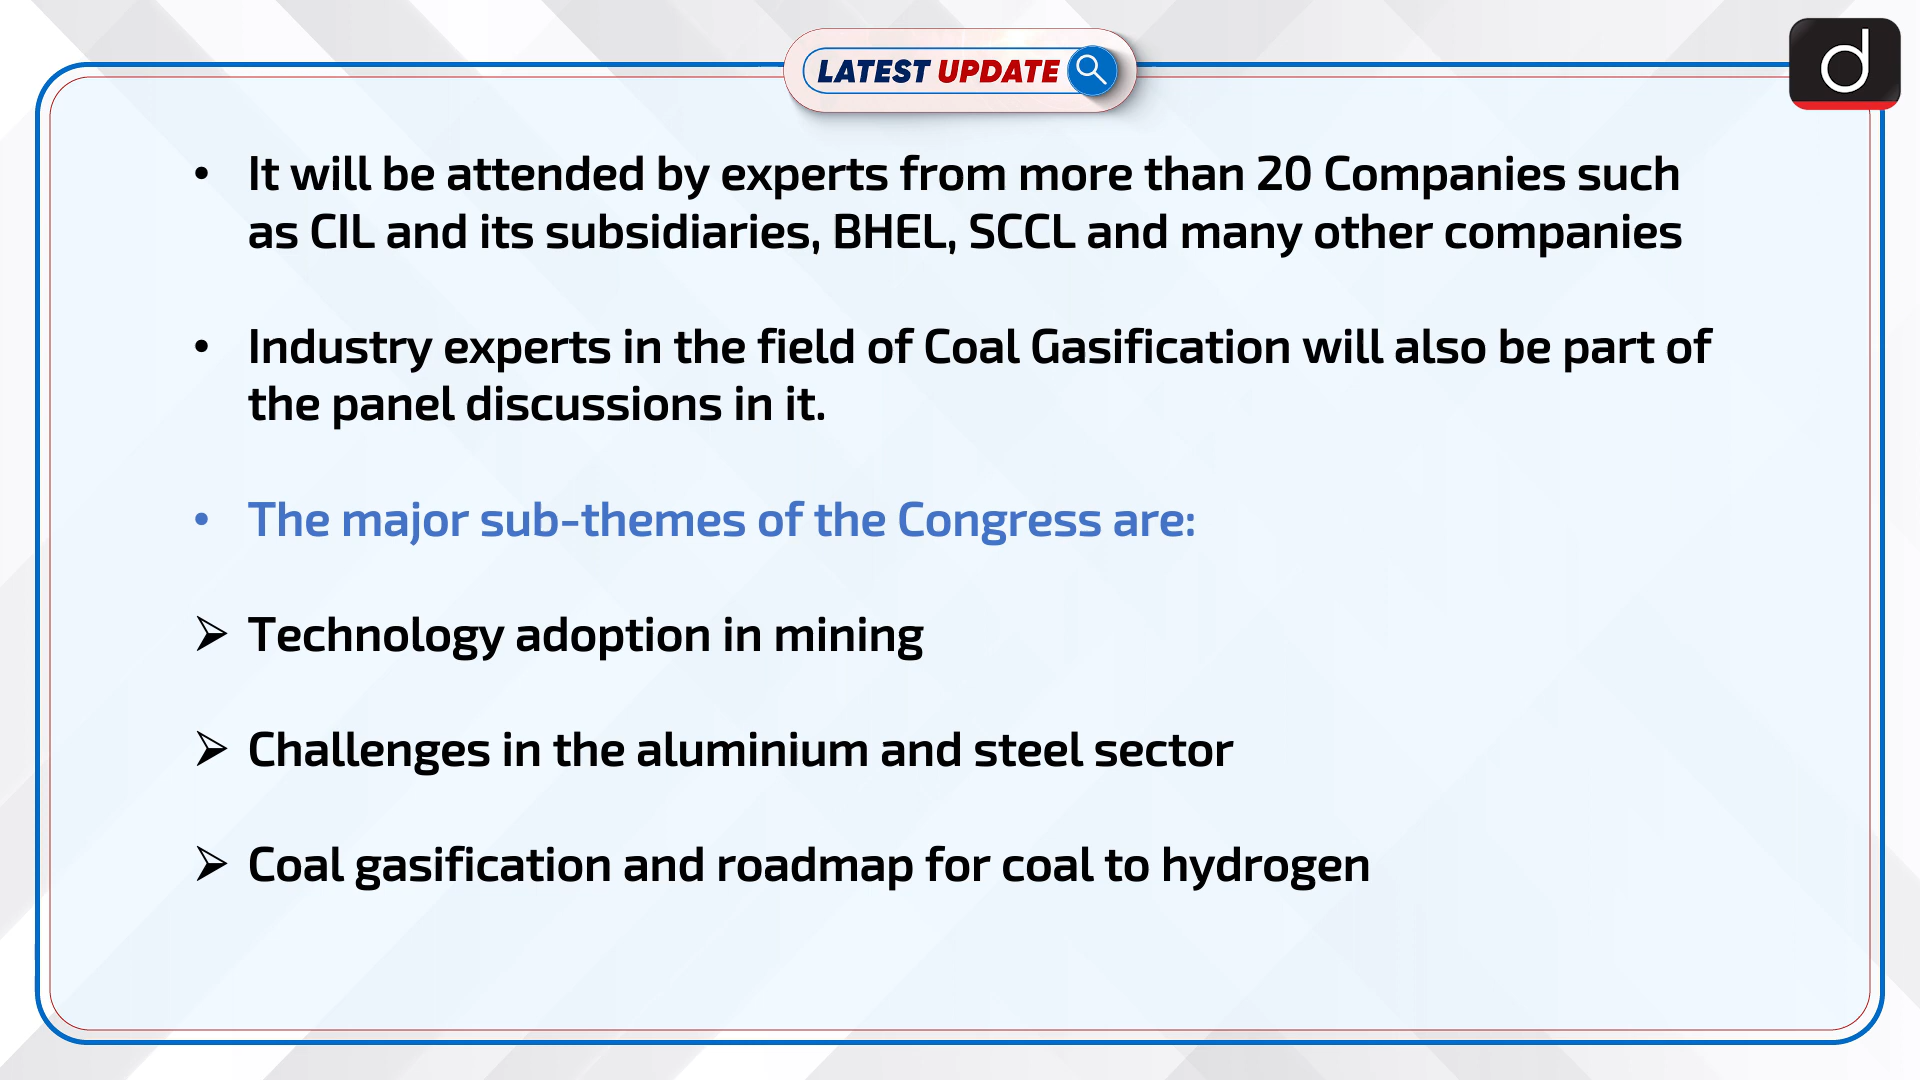 LATEST UPDATE
d
• It will be attended by experts from more than 20 Companies such
as CIL and its subsidiaries, BHEL, SCCL and many other companies
• Industry experts in the field of Coal Gasification will also be part of
the panel discussions in it.
• The major sub-themes of the Congress are:
➢ Technology adoption in mining
➢ Challenges in the aluminium and steel sector
➢ Coal gasification and roadmap for coal to hydrogen